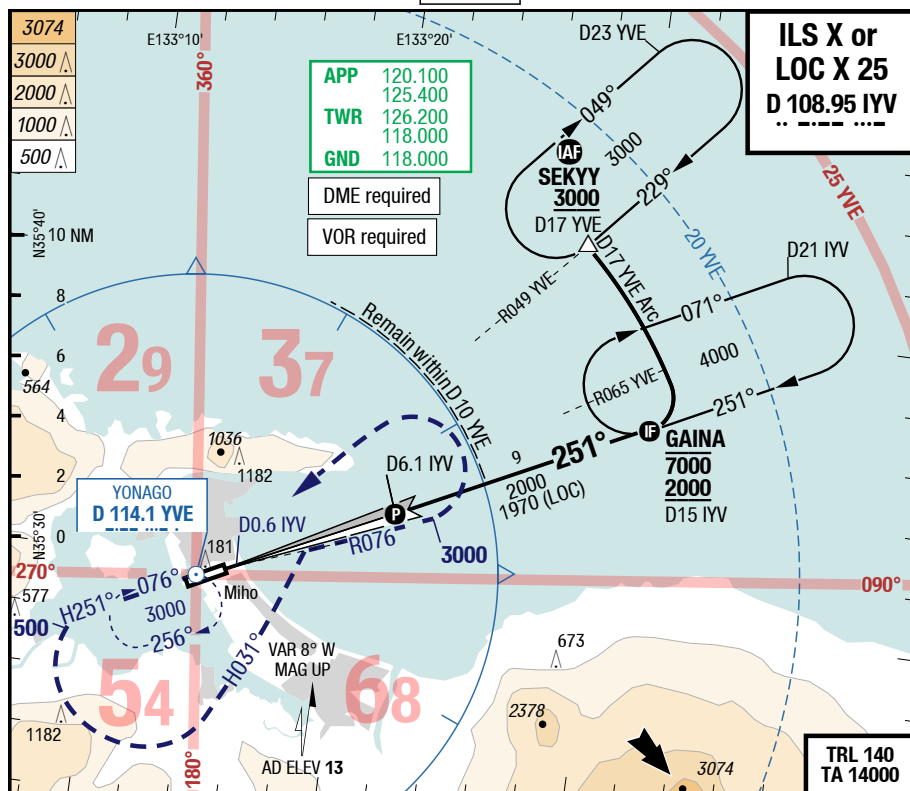 3074
3000
2000
1000
500
E133°10'
E133°20'
360°
APP 120.100
125.400
TWR 126.200
118.000
GND 118.000
DME required
VOR required
D23 YVE
049°
3000
IAF
SEKYY
3000
D17 YVE
229°
ILS X or
LOC X 25
D 108.95 IYV
25 YVE
20 YVE
N35°40'
10 NM
8
6
4
2
0
N35°30'
D17 YVE Arc
R049 YVE
D21 IYV
071°
4000
R065 YVE
251°
Remain within D10 YVE
29
37
564
1036
1182
IF
GAINA
7000
2000
D15 IYV
251°
9
2000
1970 (LOC)
D6.1 IYV
P
YONAGO
D 114.1 YVE
D0.6 IYV
181
R076
3000
270°
090°
577
H251°
076°
3000
256°
Miho
500
H031°
VAR 8° W
MAG UP
54
68
1182
180°
AD ELEV 13
673
2378
3074
TRL 140
TA 14000